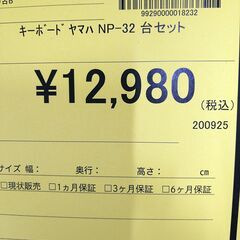 99290000018232
ｷｰﾎﾞｰﾄﾞﾔﾏﾊ NP-32 台セット
¥12,980
(税込)
200925
サイズ 幅： 奥行： 高さ： cm
□現状販売 □1ヵ月保証 □3ヶ月保証 □6ヶ月保証